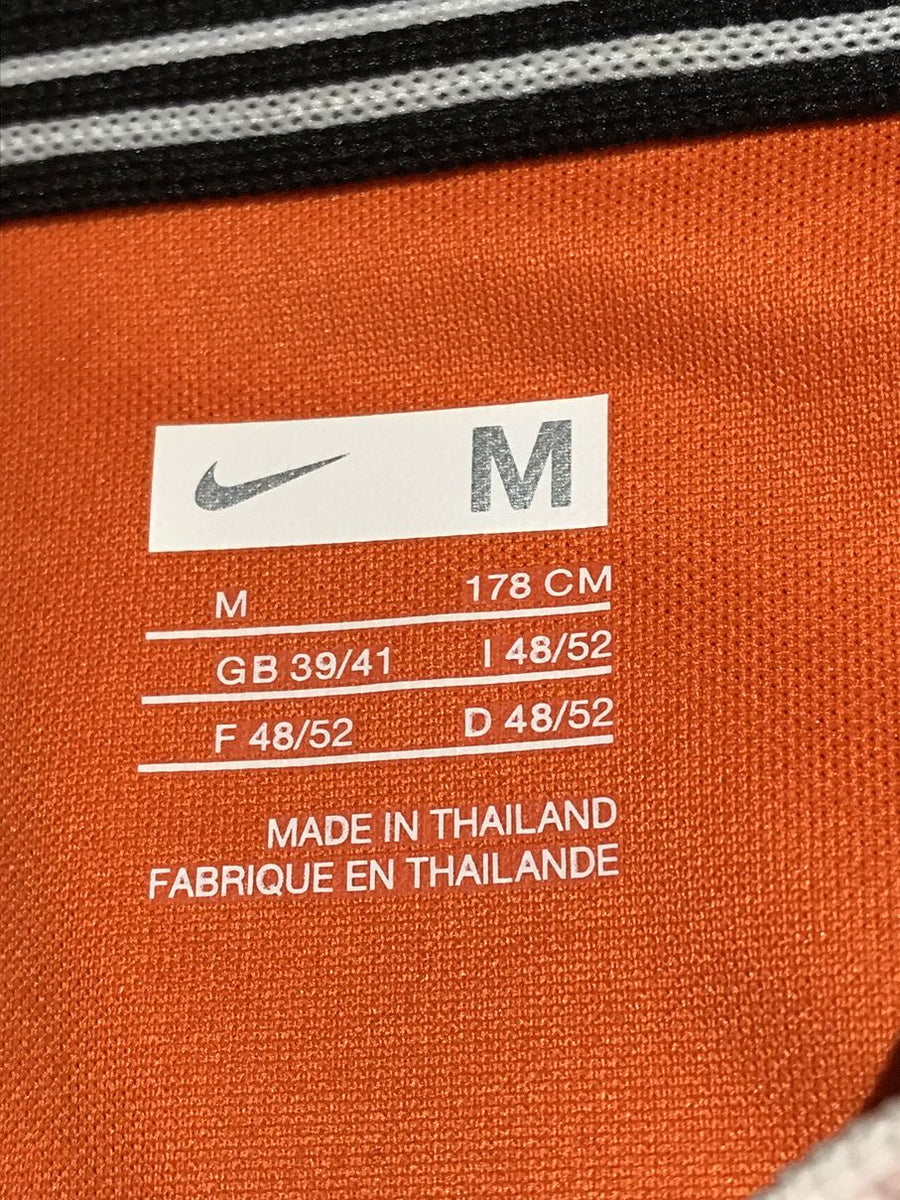 M
M 178 CM
GB 39/41 I 48/52
F 48/52 D 48/52
MADE IN THAILAND
FABRIQUE EN THAILANDE